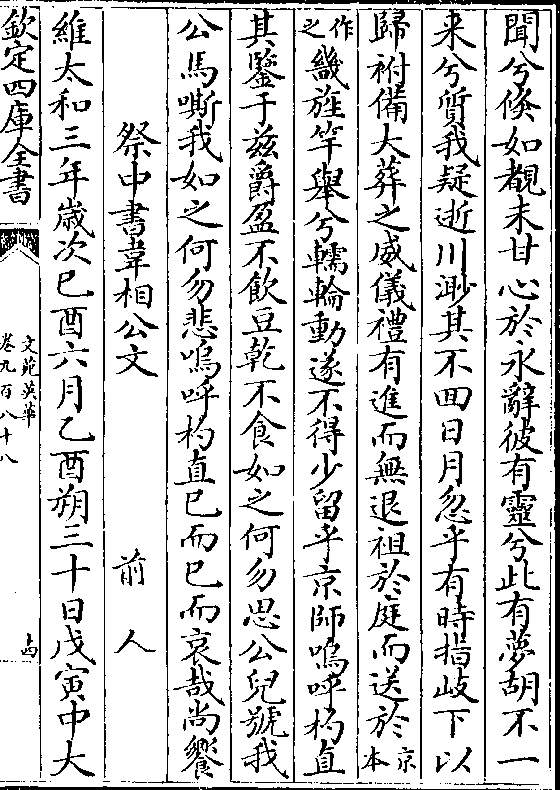 聞兮倏如覩未甘心於永辭彼有靈兮此有夢胡不一
来兮質我疑逝川渺其不回日月忽乎有時指岐下以
歸祔備大葬之威儀禮有進而無退祖於庭而送於京本
作之畿旌竿舉兮轜輪動遂不得少留乎京師嗚呼杓直
其鑒于兹爵盈不飲豆乾不食如之何勿思公兒號我
公馬嘶我如之何勿悲嗚呼杓直已而已而哀哉尚饗
祭中書韋相公文 前人
維太和三年歳次已酉六月乙酉朔三十日戊寅中大
欽定四庫全書
文苑英華
卷九百八十八